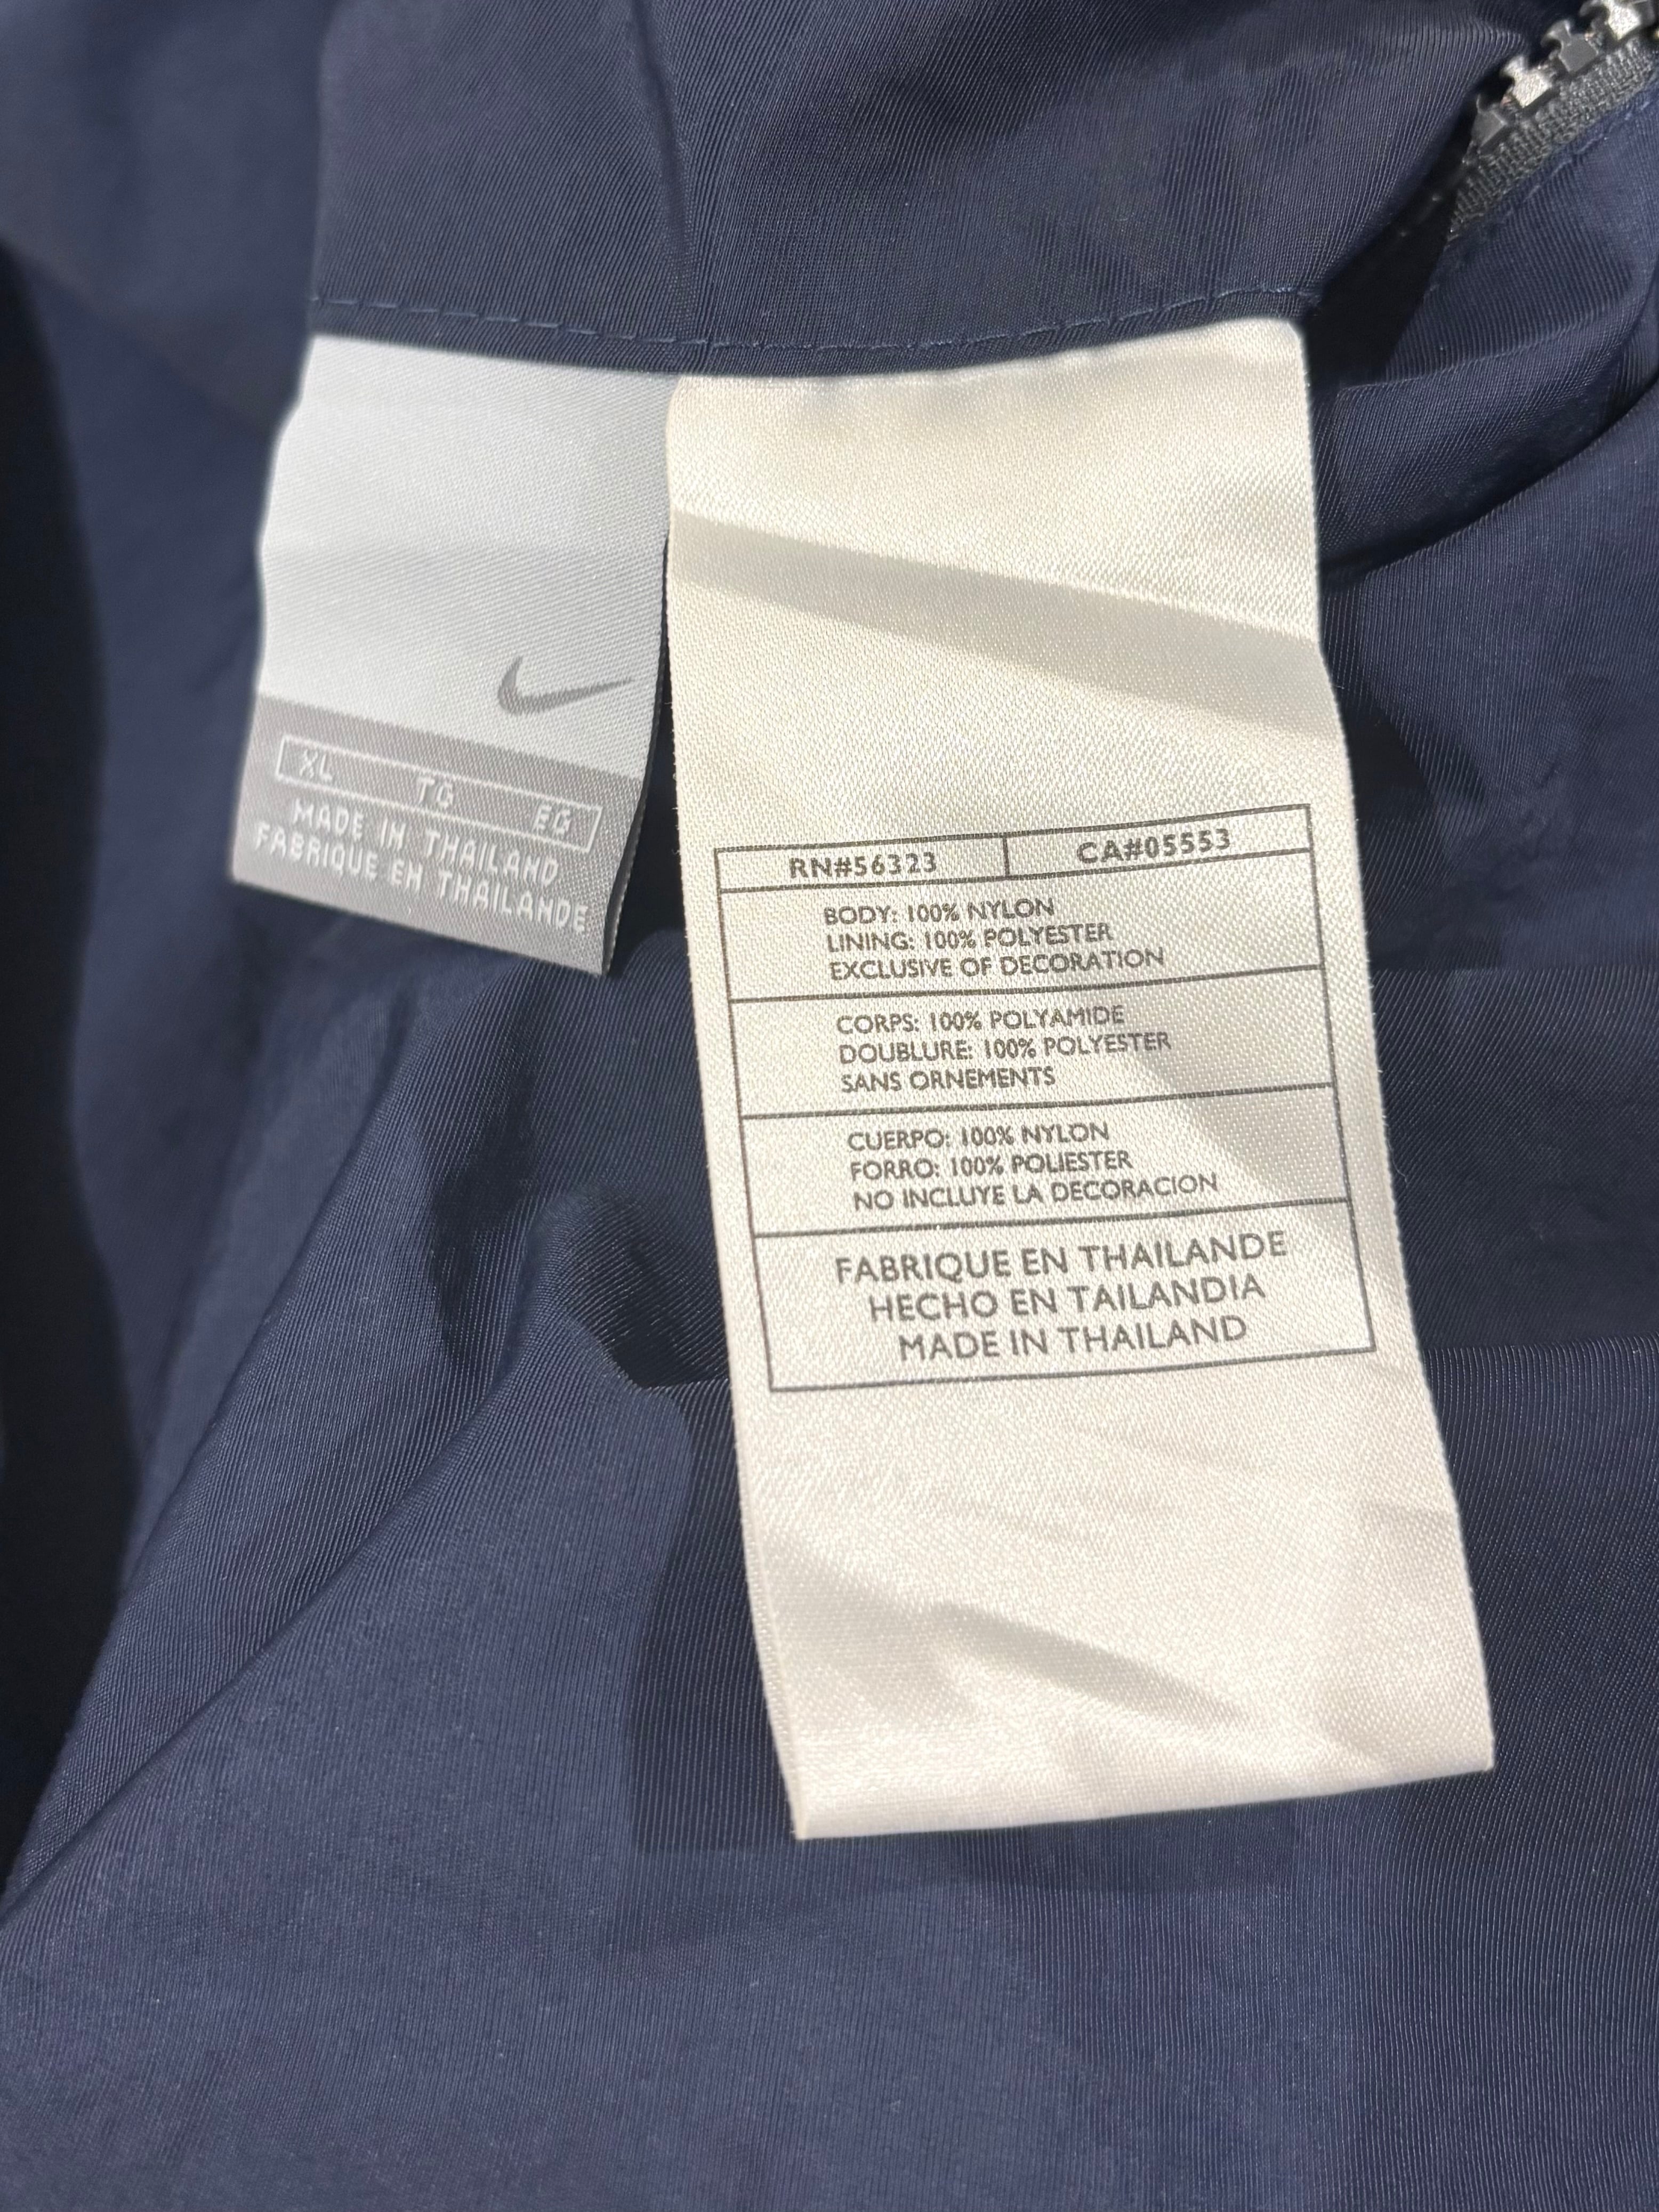 XL TG EG
MADE IN THAILAND
FABRIQUE EN THAILANDE
RN#56323 CA#05553
BODY: 100% NYLON
LINING: 100% POLYESTER
EXCLUSIVE OF DECORATION
CORPS: 100% POLYAMIDE
DOUBLURE: 100% POLYESTER
SANS ORNEMENTS
CUERPO: 100% NYLON
FORRO: 100% POLIESTER
NO INCLUYE LA DECORACION
FABRIQUE EN THAILANDE
HECHO EN TAILANDIA
MADE IN THAILAND